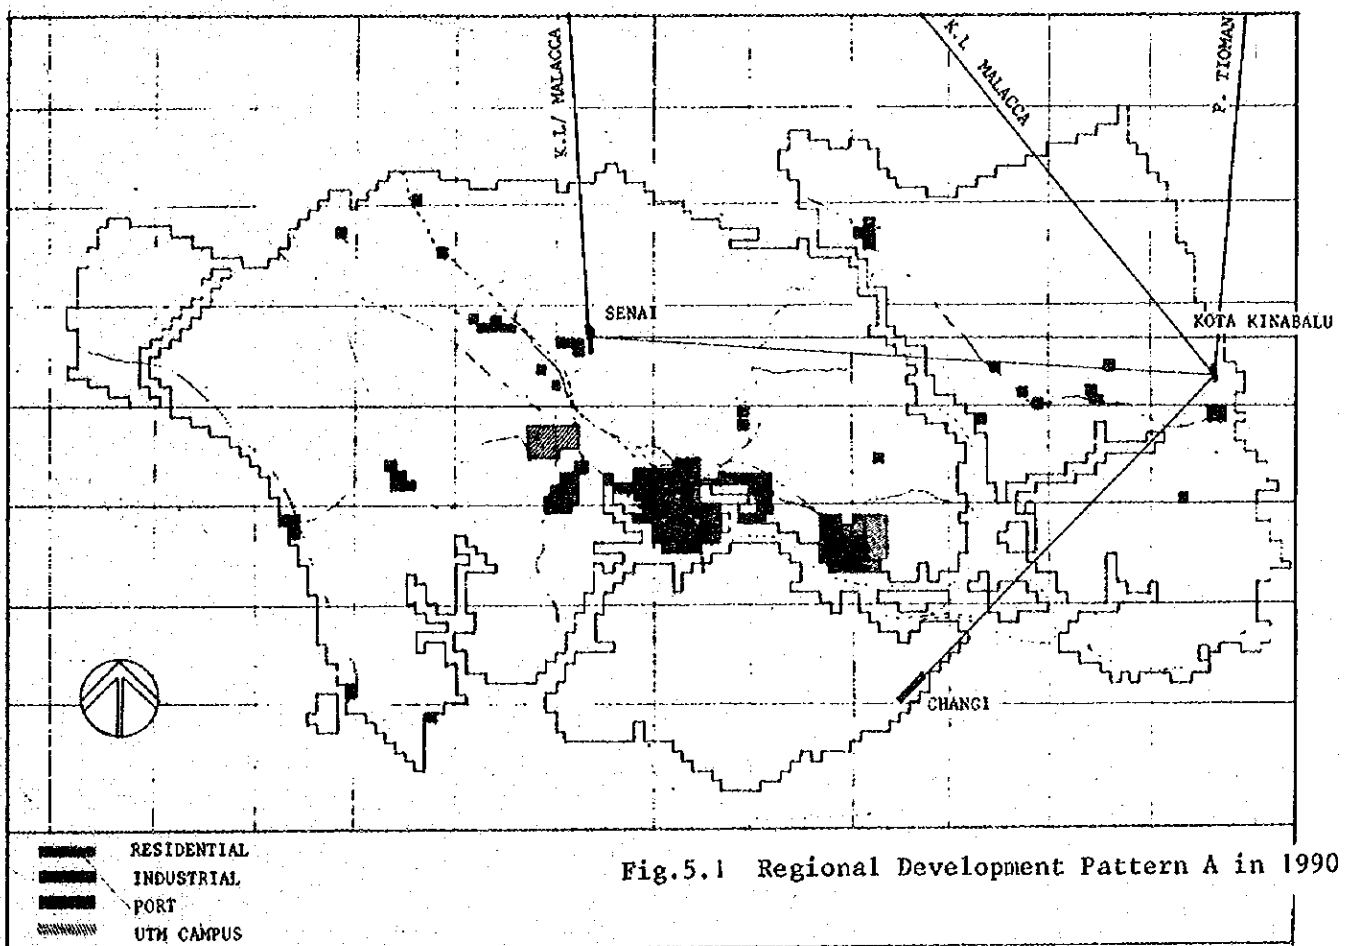 K.L/ MALACCA
K.L MALACCA
P. TIOMAN
SENAI
KOTA KINABALU
CHANGI
RESIDENTIAL
INDUSTRIAL
PORT
UTM CAMPUS
Fig.5.1 Regional Development Pattern A in 1990